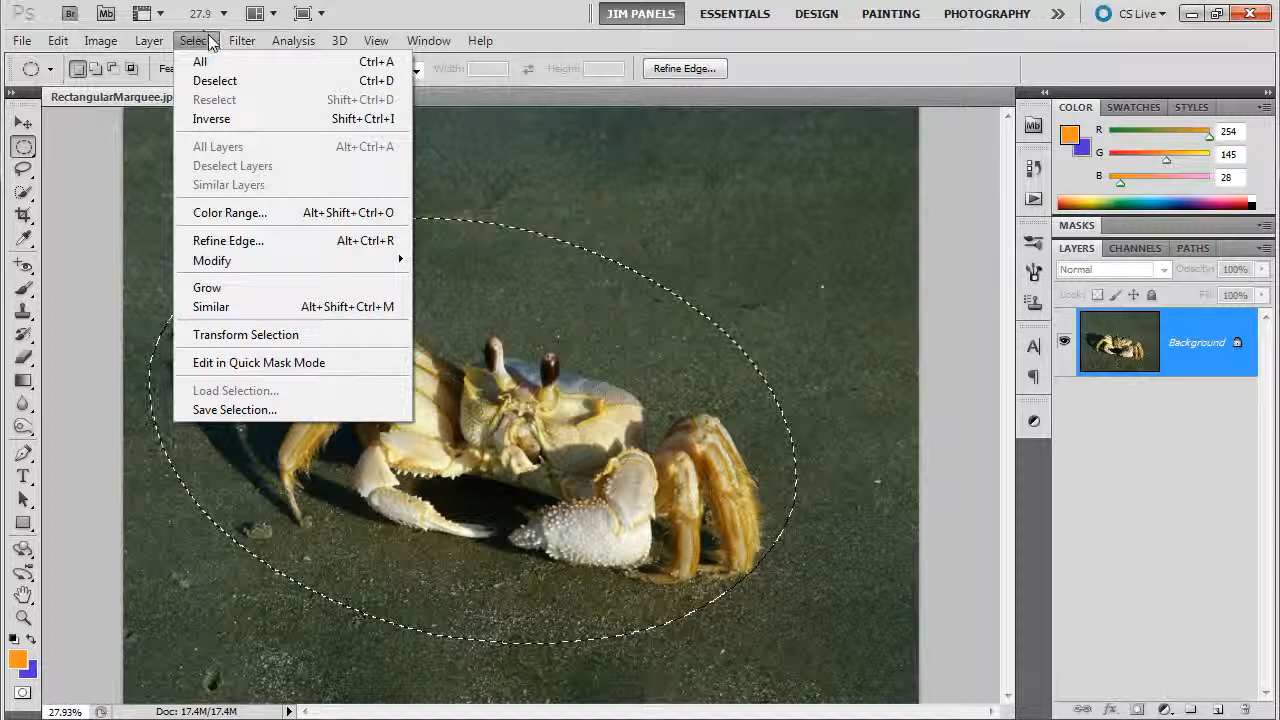 Ps Br Mb 27.9 JIM PANELS ESSENTIALS DESIGN PAINTING PHOTOGRAPHY CS Live
File Edit Image Layer Select Filter Analysis 3D View Window Help
Width: Height: Refine Edge...
RectangularMarquee.jp
All Ctrl+A
Deselect Ctrl+D
Reselect Shift+Ctrl+D
Inverse Shift+Ctrl+I
All Layers Alt+Ctrl+A
Deselect Layers
Similar Layers
Color Range... Alt+Shift+Ctrl+O
Refine Edge... Alt+Ctrl+R
Modify
Grow
Similar Alt+Shift+Ctrl+M
Transform Selection
Edit in Quick Mask Mode
Load Selection...
Save Selection...
COLOR SWATCHES STYLES
R 254
G 145
B 28
MASKS
LAYERS CHANNELS PATHS
Normal Opacity: 100%
Lock: Fill: 100%
Background
Mb
A
T
27.93% Doc: 17.4M/17.4M